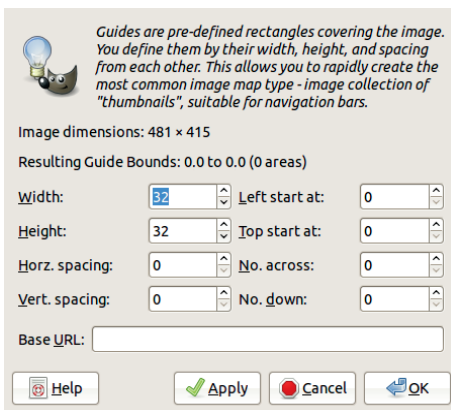 Guides are pre-defined rectangles covering the image.
You define them by their width, height, and spacing
from each other. This allows you to rapidly create the
most common image map type - image collection of
"thumbnails", suitable for navigation bars.
Image dimensions: 481 × 415
Resulting Guide Bounds: 0.0 to 0.0 (0 areas)
Width: 32 Left start at: 0
Height: 32 Top start at: 0
Horz. spacing: 0 No. across: 0
Vert. spacing: 0 No. down: 0
Base URL:
Help Apply Cancel OK